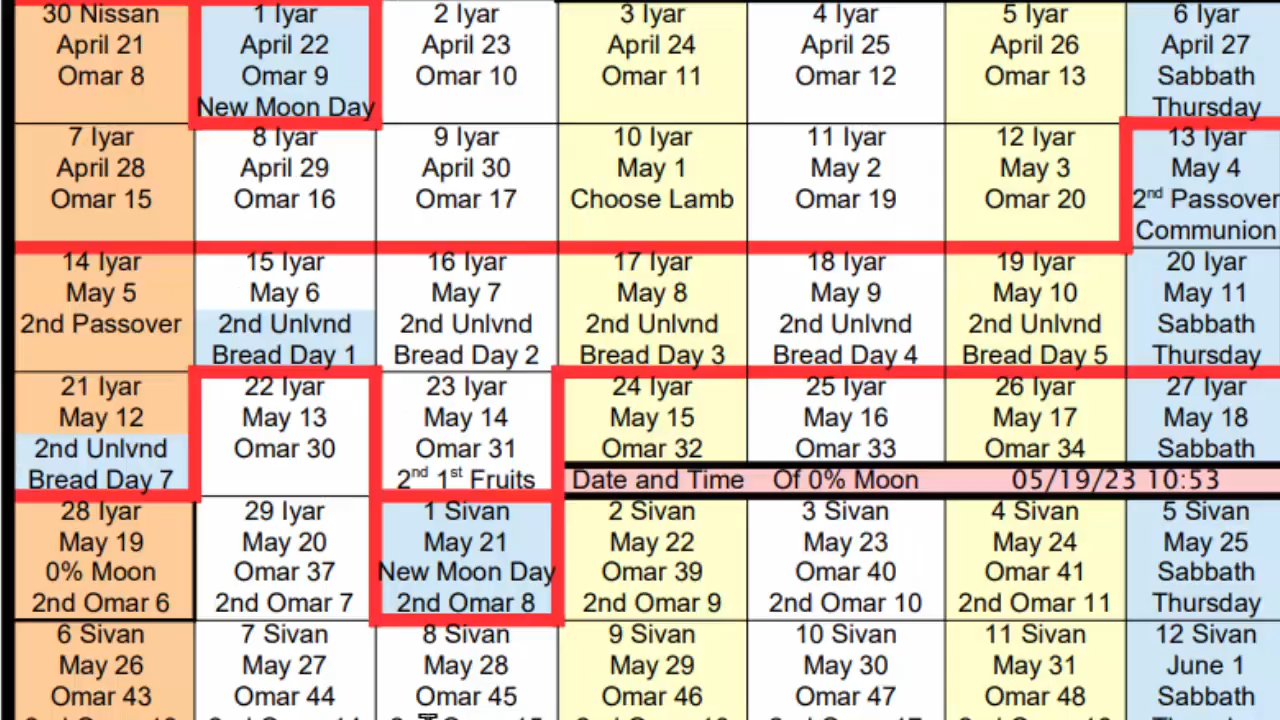 30 Nissan
April 21
Omar 8
1 Iyar
April 22
Omar 9
New Moon Day
2 Iyar
April 23
Omar 10
3 Iyar
April 24
Omar 11
4 Iyar
April 25
Omar 12
5 Iyar
April 26
Omar 13
6 Iyar
April 27
Sabbath
Thursday
7 Iyar
April 28
Omar 15
8 Iyar
April 29
Omar 16
9 Iyar
April 30
Omar 17
10 Iyar
May 1
Choose Lamb
11 Iyar
May 2
Omar 19
12 Iyar
May 3
Omar 20
13 Iyar
May 4
2nd Passover
Communion
14 Iyar
May 5
2nd Passover
15 Iyar
May 6
2nd Unlvnd
Bread Day 1
16 Iyar
May 7
2nd Unlvnd
Bread Day 2
17 Iyar
May 8
2nd Unlvnd
Bread Day 3
18 Iyar
May 9
2nd Unlvnd
Bread Day 4
19 Iyar
May 10
2nd Unlvnd
Bread Day 5
20 Iyar
May 11
Sabbath
Thursday
21 Iyar
May 12
2nd Unlvnd
Bread Day 7
22 Iyar
May 13
Omar 30
23 Iyar
May 14
Omar 31
2nd 1st Fruits
24 Iyar
May 15
Omar 32
25 Iyar
May 16
Omar 33
26 Iyar
May 17
Omar 34
27 Iyar
May 18
Sabbath
Date and Time Of 0% Moon 05/19/23 10:53
28 Iyar
May 19
0% Moon
2nd Omar 6
29 Iyar
May 20
Omar 37
2nd Omar 7
1 Sivan
May 21
New Moon Day
2nd Omar 8
2 Sivan
May 22
Omar 39
2nd Omar 9
3 Sivan
May 23
Omar 40
2nd Omar 10
4 Sivan
May 24
Omar 41
2nd Omar 11
5 Sivan
May 25
Sabbath
Thursday
6 Sivan
May 26
Omar 43
7 Sivan
May 27
Omar 44
8 Sivan
May 28
Omar 45
9 Sivan
May 29
Omar 46
10 Sivan
May 30
Omar 47
11 Sivan
May 31
Omar 48
12 Sivan
June 1
Sabbath